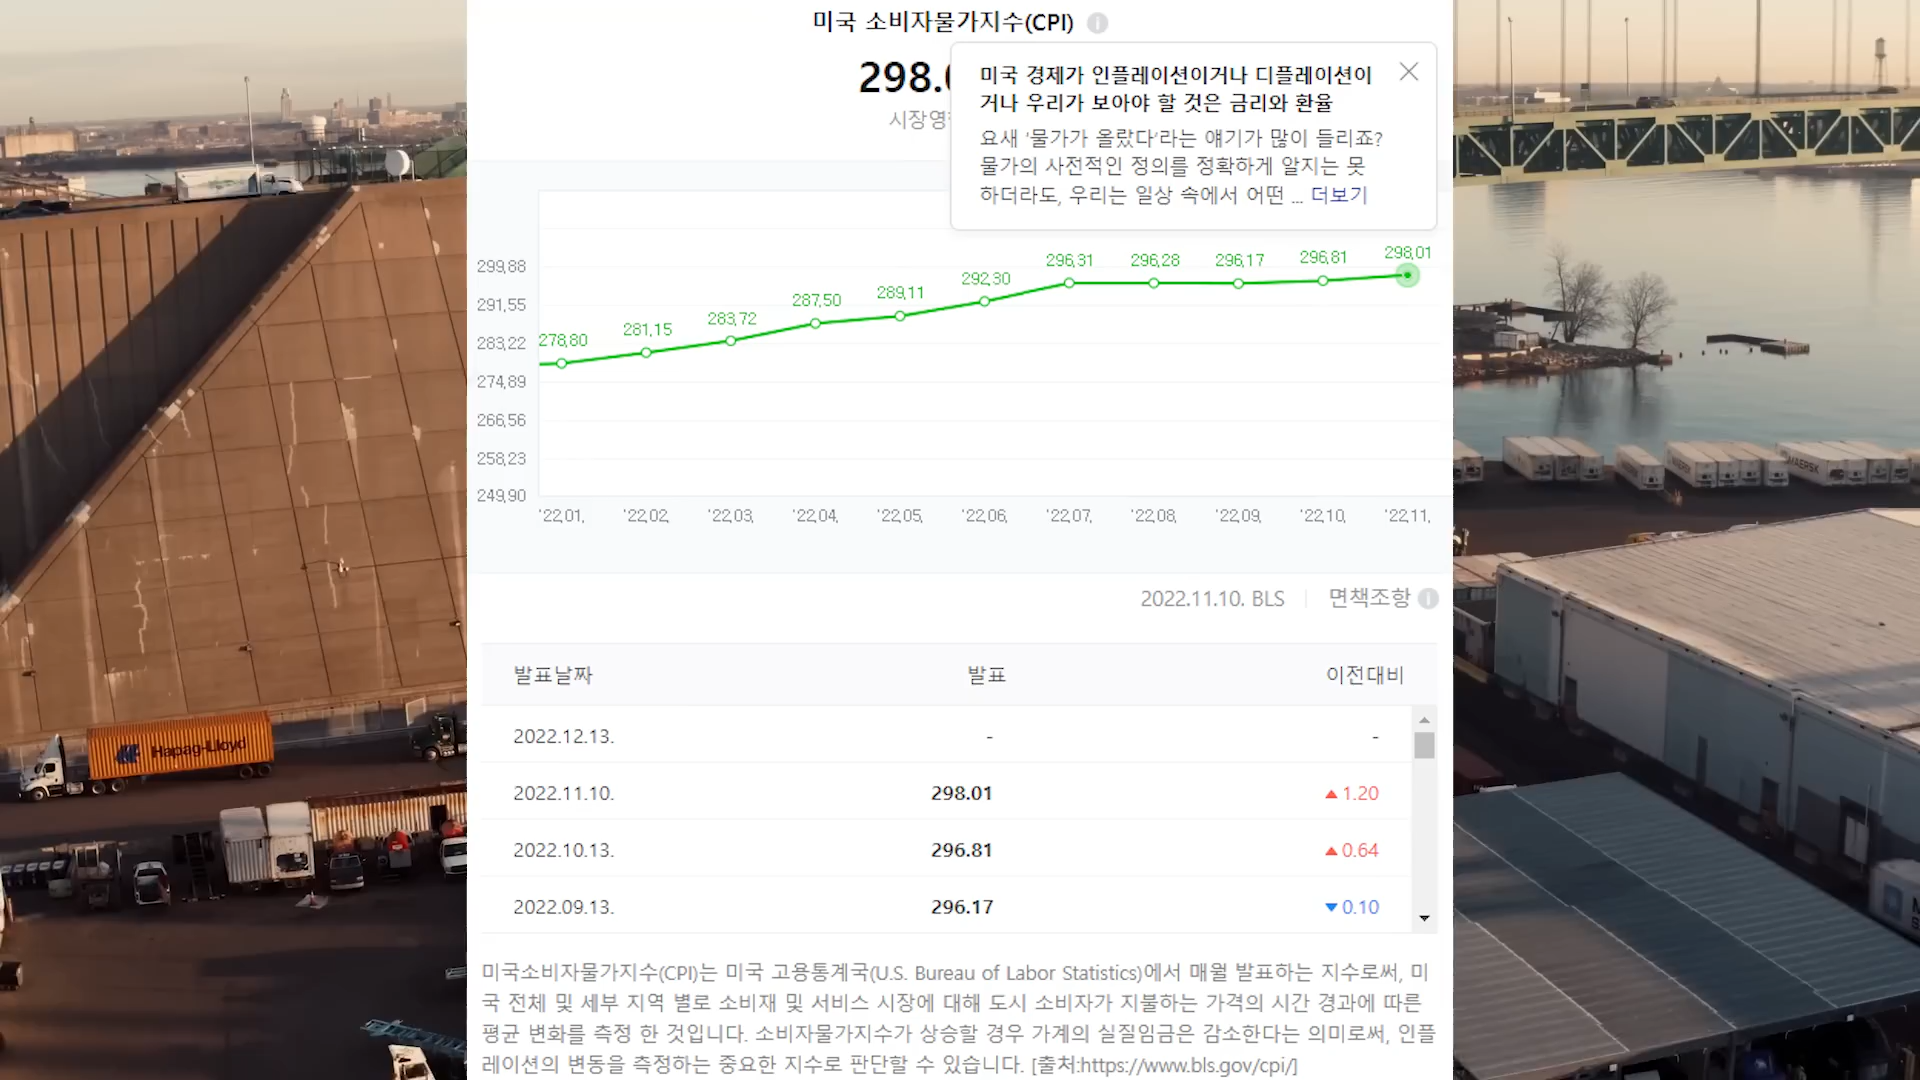 미국 소비자물가지수(CPI)
298.0
시장영향
미국 경제가 인플레이션이거나 디플레이션이
거나 우리가 보아야 할 것은 금리와 환율
요새 '물가가 올랐다'라는 얘기가 많이 들리죠?
물가의 사전적인 정의를 정확하게 알지는 못
하더라도, 우리는 일상 속에서 어떤 ... 더보기
299.88
291.55
283.22
274.89
266.56
258.23
249.90
278.80 281.15 283.72 287.50 289.11 292.30 296.31 296.28 296.17 296.81 298.01
'22.01. '22.02. '22.03. '22.04. '22.05. '22.06. '22.07. '22.08. '22.09. '22.10. '22.11.
2022.11.10. BLS 면책조항
발표날짜 발표 이전대비
2022.12.13. - -
2022.11.10. 298.01 ▲1.20
2022.10.13. 296.81 ▲0.64
2022.09.13. 296.17 ▼0.10
미국소비자물가지수(CPI)는 미국 고용통계국(U.S. Bureau of Labor Statistics)에서 매월 발표하는 지수로써, 미
국 전체 및 세부 지역 별로 소비재 및 서비스 시장에 대해 도시 소비자가 지불하는 가격의 시간 경과에 따른
평균 변화를 측정 한 것입니다. 소비자물가지수가 상승할 경우 가계의 실질임금은 감소한다는 의미로써, 인플
레이션의 변동을 측정하는 중요한 지수로 판단할 수 있습니다. [출처:https://www.bls.gov/cpi/]
Hapag-Lloyd
MAERSK